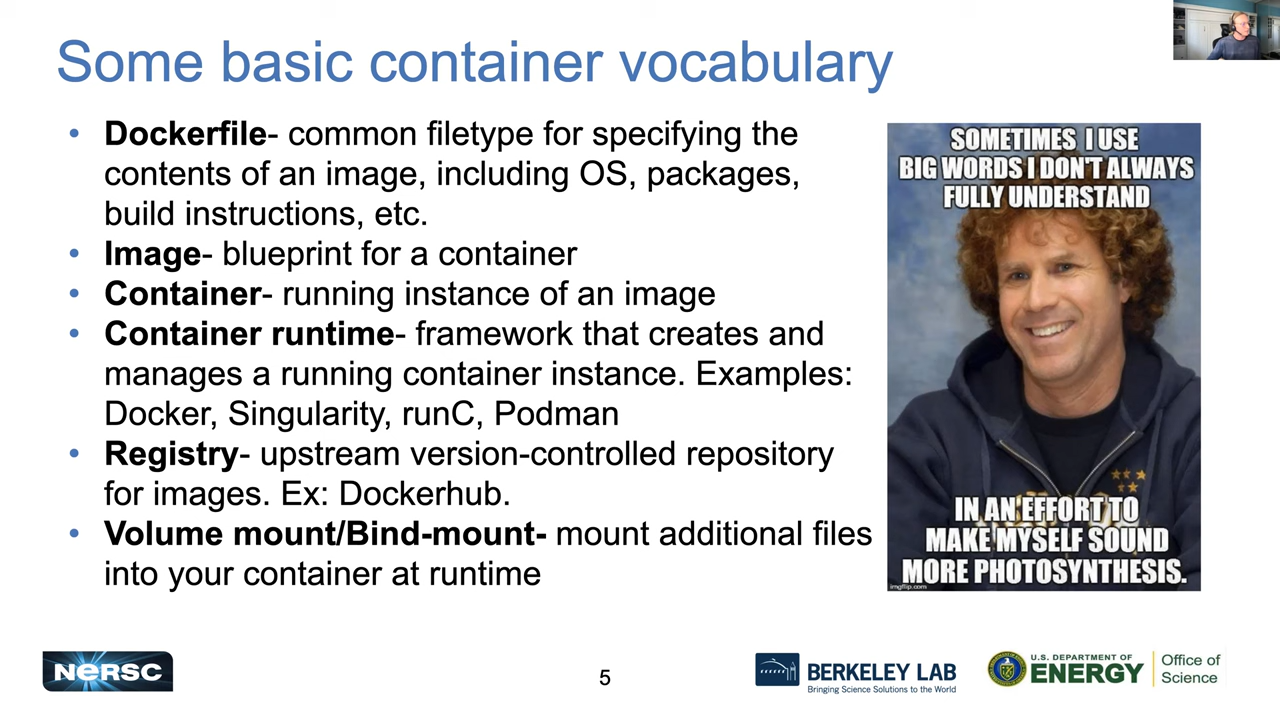 Some basic container vocabulary
• Dockerfile- common filetype for specifying the
contents of an image, including OS, packages,
build instructions, etc.
• Image- blueprint for a container
• Container- running instance of an image
• Container runtime- framework that creates and
manages a running container instance. Examples:
Docker, Singularity, runC, Podman
• Registry- upstream version-controlled repository
for images. Ex: Dockerhub.
• Volume mount/Bind-mount- mount additional files
into your container at runtime
SOMETIMES I USE
BIG WORDS I DON'T ALWAYS
FULLY UNDERSTAND
IN AN EFFORT TO
MAKE MYSELF SOUND
MORE PHOTOSYNTHESIS.
imgflip.com
NERSC
5
BERKELEY LAB
Bringing Science Solutions to the World
U.S. DEPARTMENT OF
ENERGY
Office of
Science